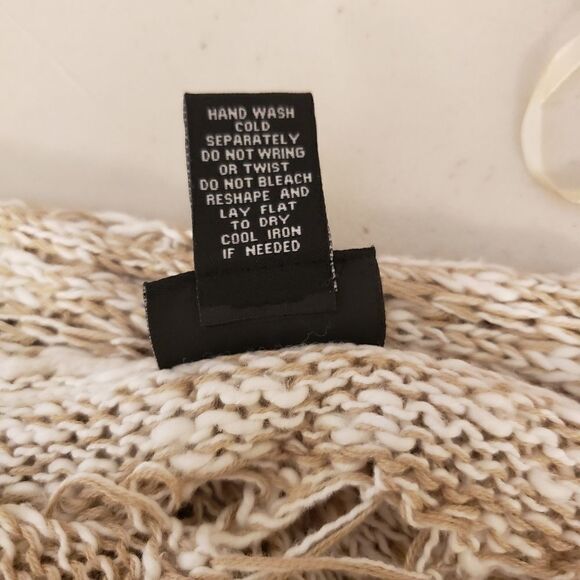 HAND WASH
COLD
SEPARATELY
DO NOT WRING
OR TWIST
DO NOT BLEACH
RESHAPE AND
LAY FLAT
TO DRY
COOL IRON
IF NEEDED